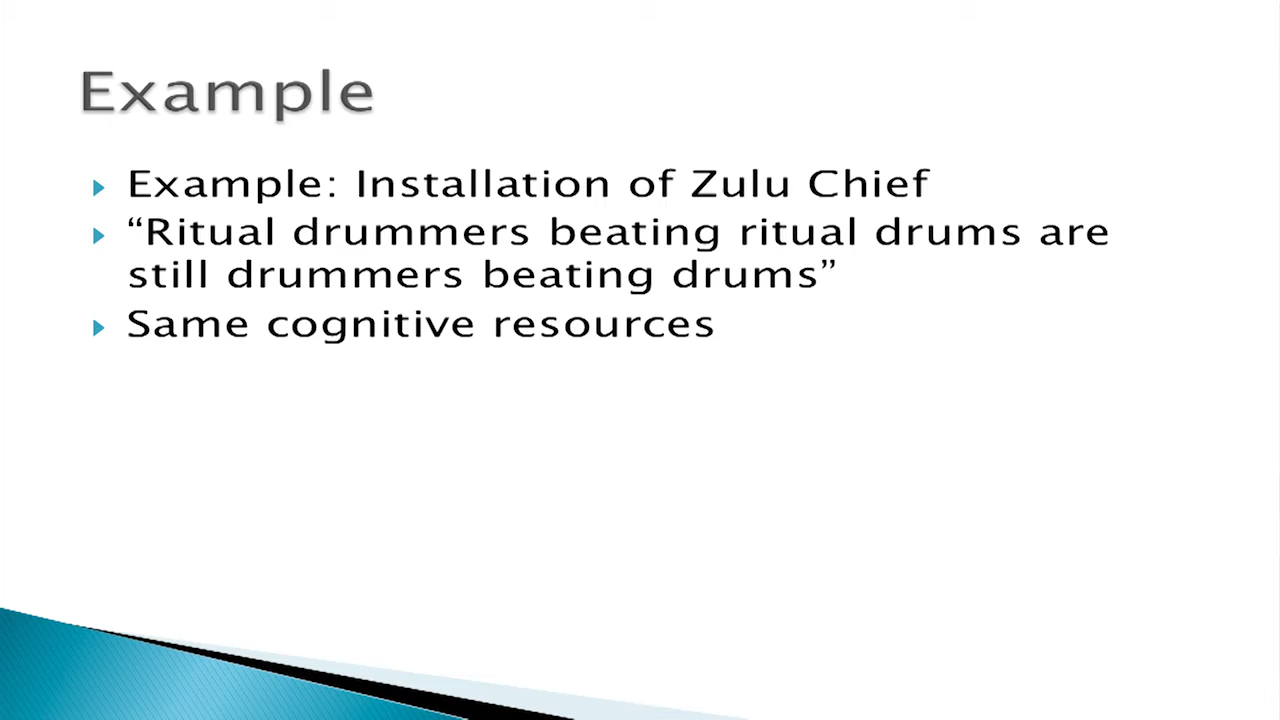 Example
Example: Installation of Zulu Chief
“Ritual drummers beating ritual drums are
still drummers beating drums”
Same cognitive resources